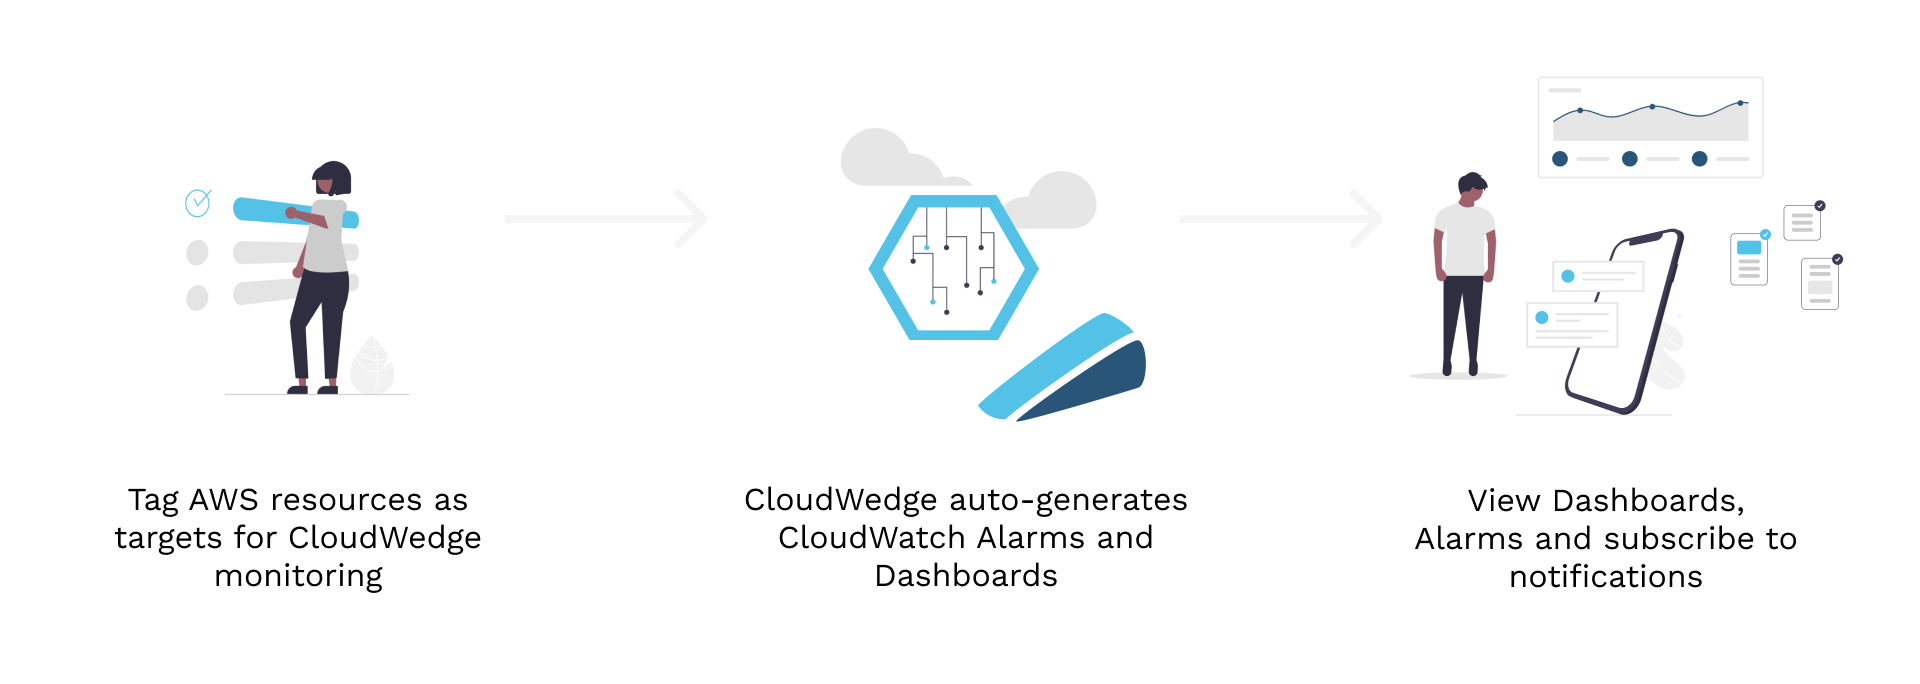 Tag AWS resources as
targets for CloudWedge
monitoring
CloudWedge auto-generates
CloudWatch Alarms and
Dashboards
View Dashboards,
Alarms and subscribe to
notifications